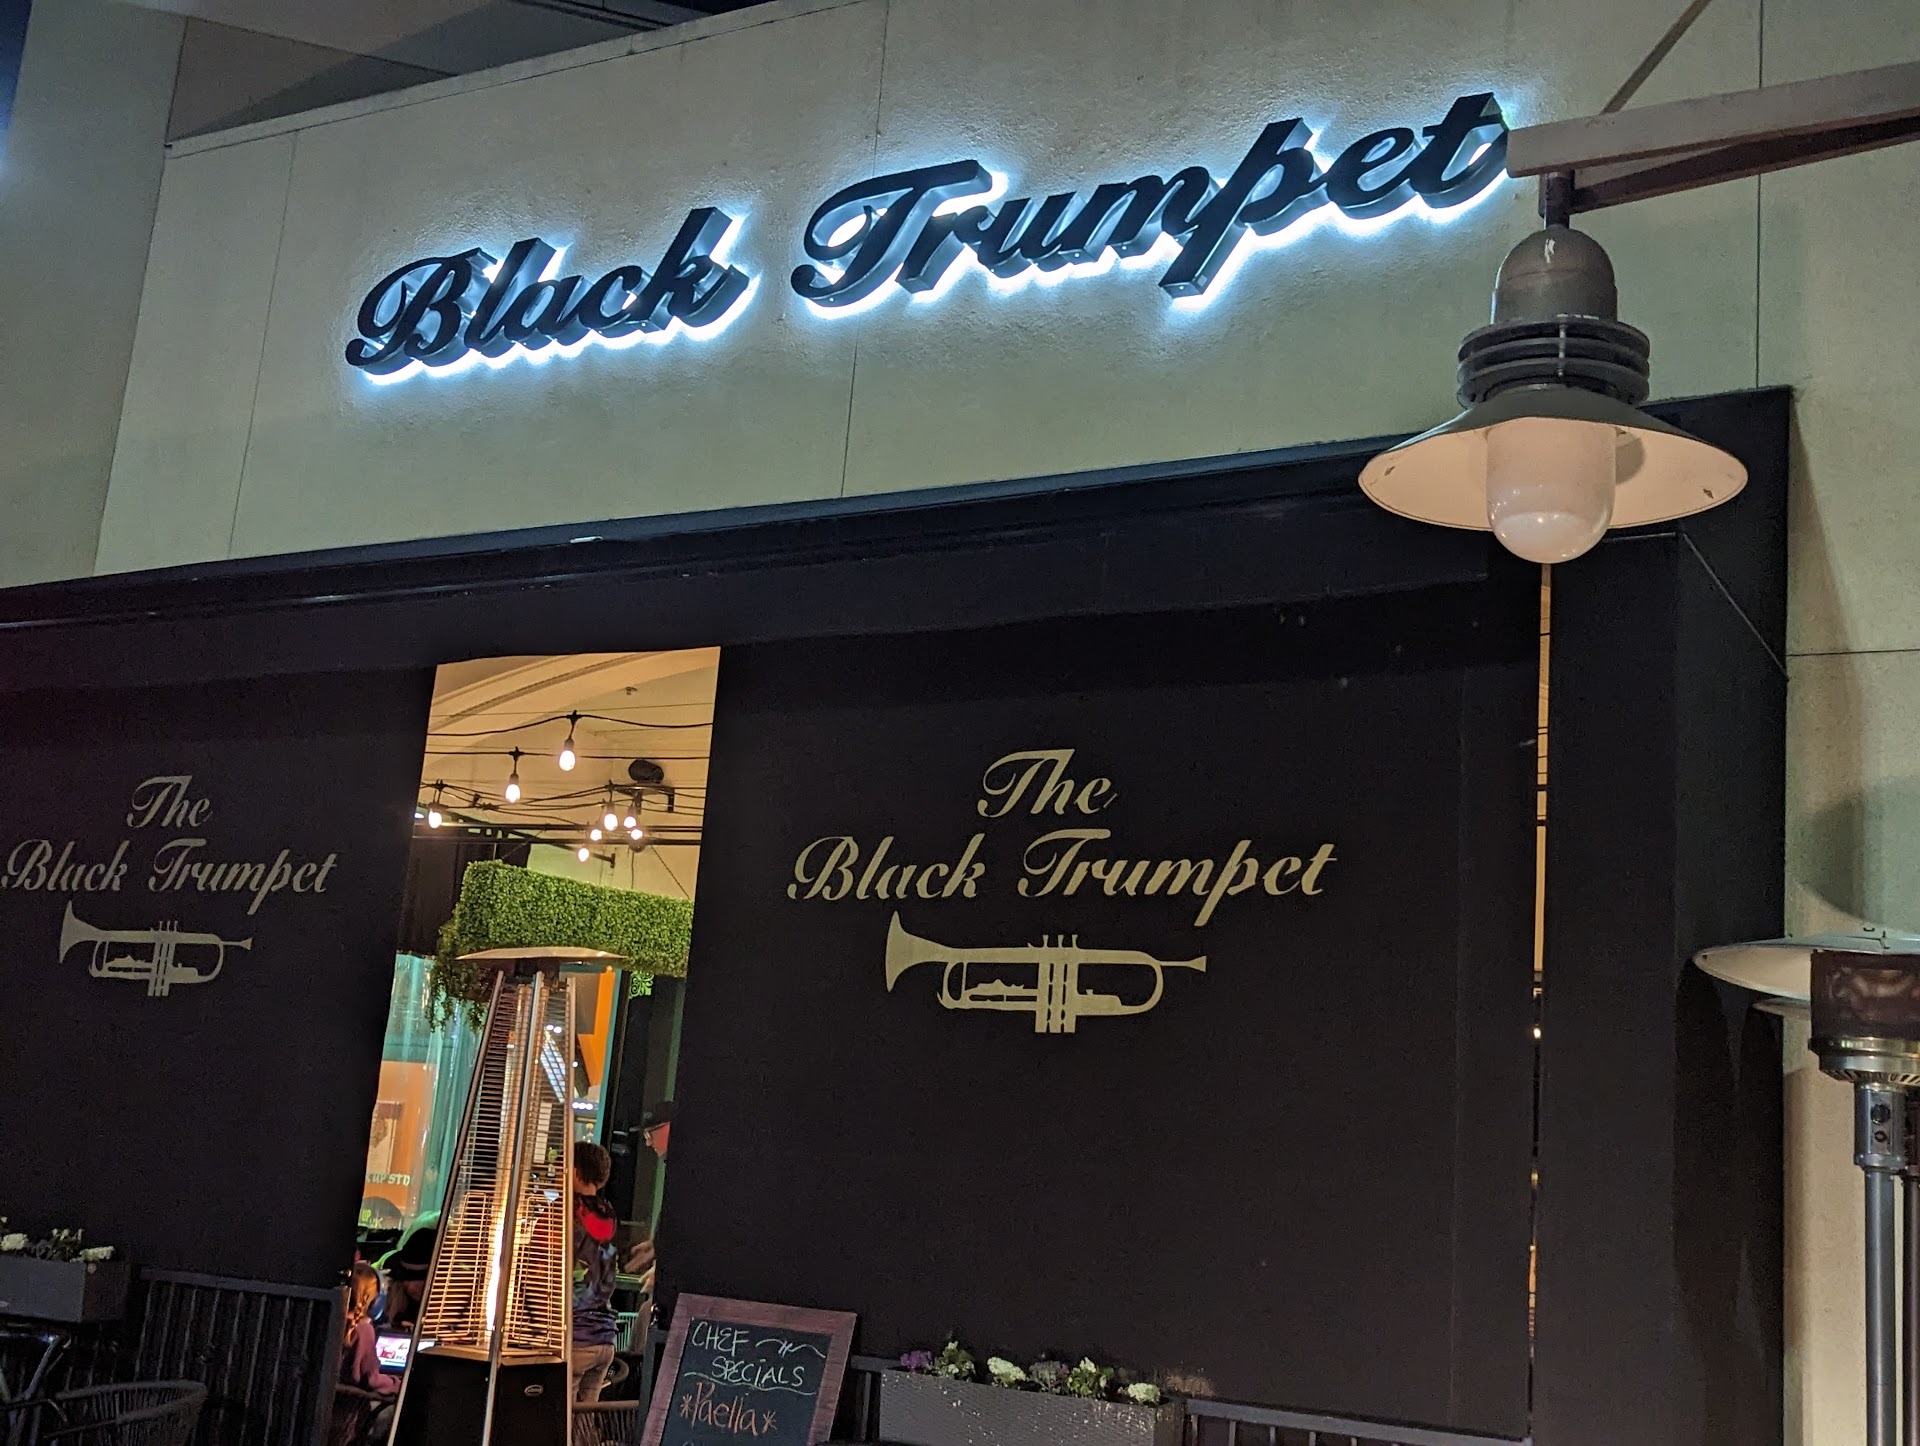 Black Trumpet
The
Black Trumpet
The
Black Trumpet
CHEF
SPECIALS
*Paella*